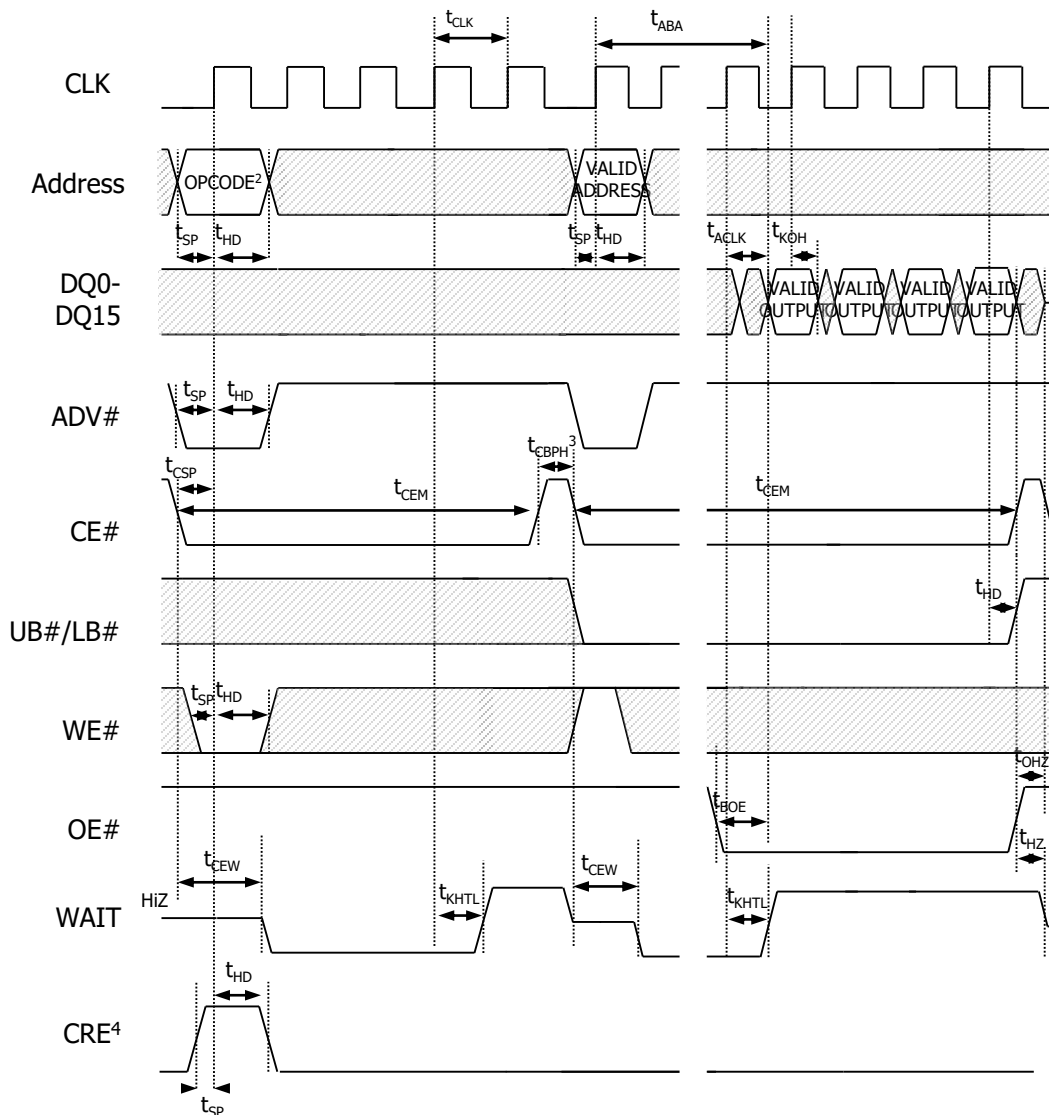 tCLK
tABA
CLK
Address
OPCODE²
VALID
ADDRESS
tSP
tHD
tSP
tHD
tACLK
tKOH
DQ0-
DQ15
VALID
OUTPUT
VALID
OUTPUT
VALID
OUTPUT
VALID
OUTPUT
tSP
tHD
ADV#
tCSP
tCBPH³
tCEM
tCEM
CE#
tHD
UB#/LB#
tSP
tHD
WE#
tOHZ
tBOE
OE#
tHZ
tCEW
tCEW
HiZ
tKHTL
tKHTL
WAIT
tHD
CRE⁴
tSP